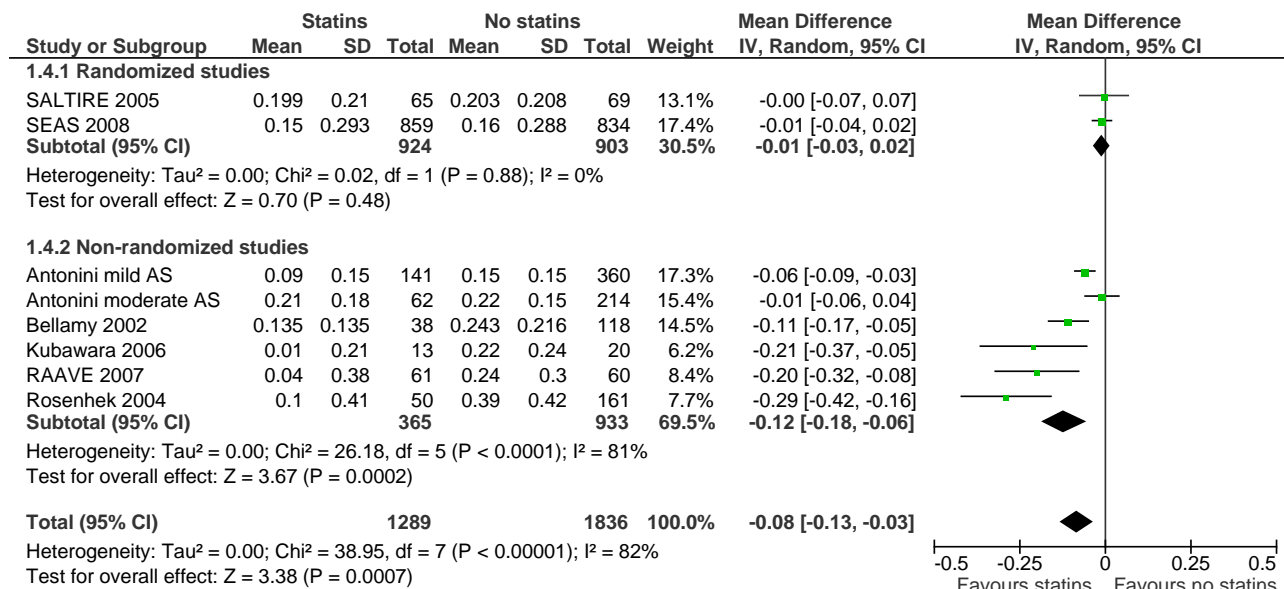 Statins No statins Mean Difference Mean Difference
Study or Subgroup Mean SD Total Mean SD Total Weight IV, Random, 95% CI IV, Random, 95% CI
1.4.1 Randomized studies
SALTIRE 2005 0.199 0.21 65 0.203 0.208 69 13.1% -0.00 [-0.07, 0.07]
SEAS 2008 0.15 0.293 859 0.16 0.288 834 17.4% -0.01 [-0.04, 0.02]
Subtotal (95% CI) 924 903 30.5% -0.01 [-0.03, 0.02]
Heterogeneity: Tau² = 0.00; Chi² = 0.02, df = 1 (P = 0.88); I² = 0%
Test for overall effect: Z = 0.70 (P = 0.48)
1.4.2 Non-randomized studies
Antonini mild AS 0.09 0.15 141 0.15 0.15 360 17.3% -0.06 [-0.09, -0.03]
Antonini moderate AS 0.21 0.18 62 0.22 0.15 214 15.4% -0.01 [-0.06, 0.04]
Bellamy 2002 0.135 0.135 38 0.243 0.216 118 14.5% -0.11 [-0.17, -0.05]
Kubawara 2006 0.01 0.21 13 0.22 0.24 20 6.2% -0.21 [-0.37, -0.05]
RAAVE 2007 0.04 0.38 61 0.24 0.3 60 8.4% -0.20 [-0.32, -0.08]
Rosenhek 2004 0.1 0.41 50 0.39 0.42 161 7.7% -0.29 [-0.42, -0.16]
Subtotal (95% CI) 365 933 69.5% -0.12 [-0.18, -0.06]
Heterogeneity: Tau² = 0.00; Chi² = 26.18, df = 5 (P < 0.0001); I² = 81%
Test for overall effect: Z = 3.67 (P = 0.0002)
Total (95% CI) 1289 1836 100.0% -0.08 [-0.13, -0.03]
Heterogeneity: Tau² = 0.00; Chi² = 38.95, df = 7 (P < 0.00001); I² = 82%
Test for overall effect: Z = 3.38 (P = 0.0007)
-0.5 -0.25 0 0.25 0.5
Favours statins Favours no statins